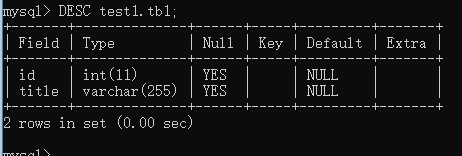 mysql> DESC test1.tb1;
+-------+--------------+------+-----+---------+-------+
| Field | Type         | Null | Key | Default | Extra |
+-------+--------------+------+-----+---------+-------+
| id    | int(11)      | YES  |     | NULL    |       |
| title | varchar(255) | YES  |     | NULL    |       |
+-------+--------------+------+-----+---------+-------+
2 rows in set (0.00 sec)
mysql>